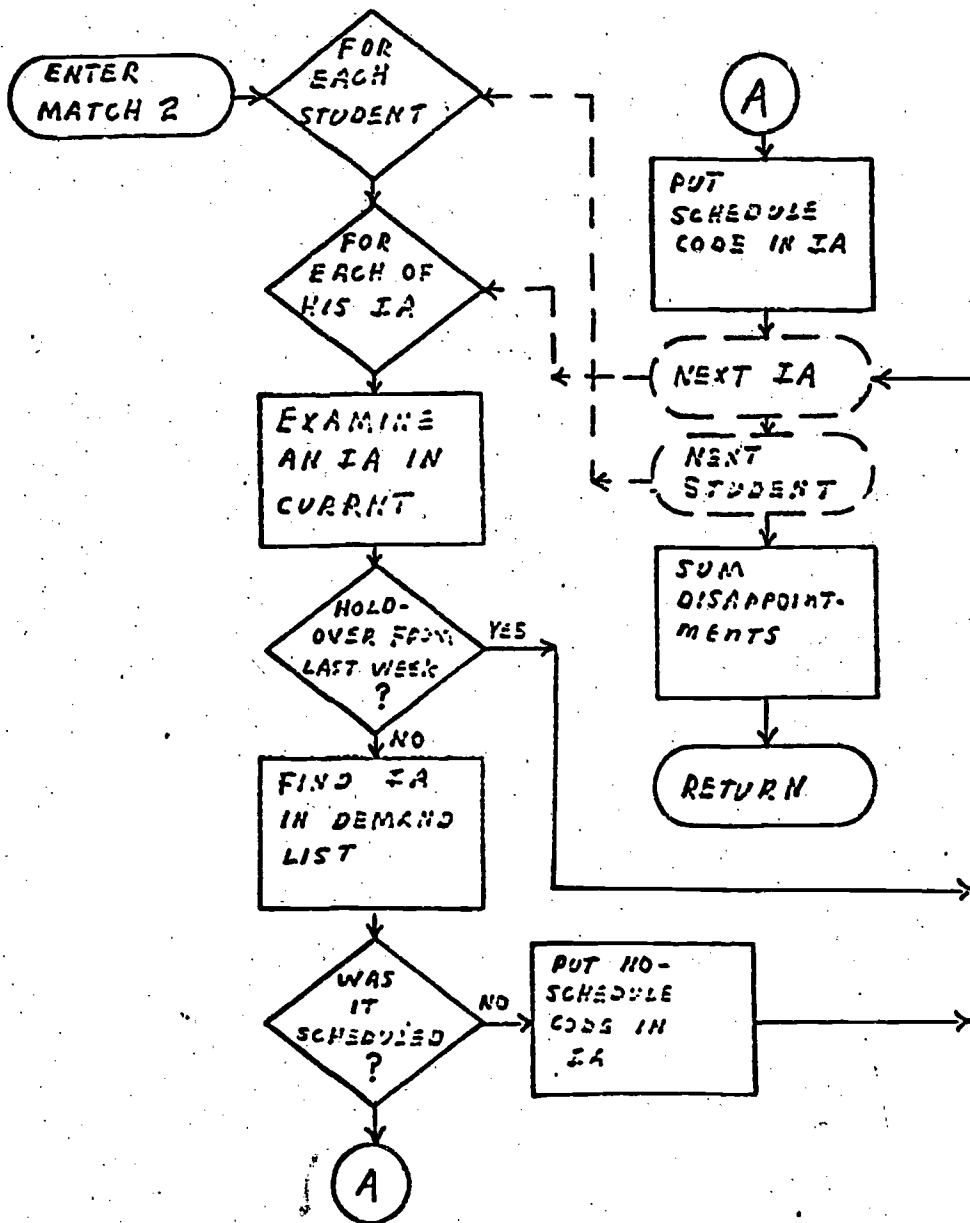 ENTER
MATCH 2
FOR
EACH
STUDENT
FOR
EACH OF
HIS IA
EXAMINE
AN IA IN
CURRNT
HOLD-
OVER FROM
LAST WEEK
?
YES
NO
FIND IA
IN DEMAND
LIST
WAS
IT
SCHEDULED
?
NO
PUT NO-
SCHEDULE
CODE IN
IA
A
A
PUT
SCHEDULE
CODE IN IA
NEXT IA
NEXT
STUDENT
SUM
DISAPPOINT-
MENTS
RETURN